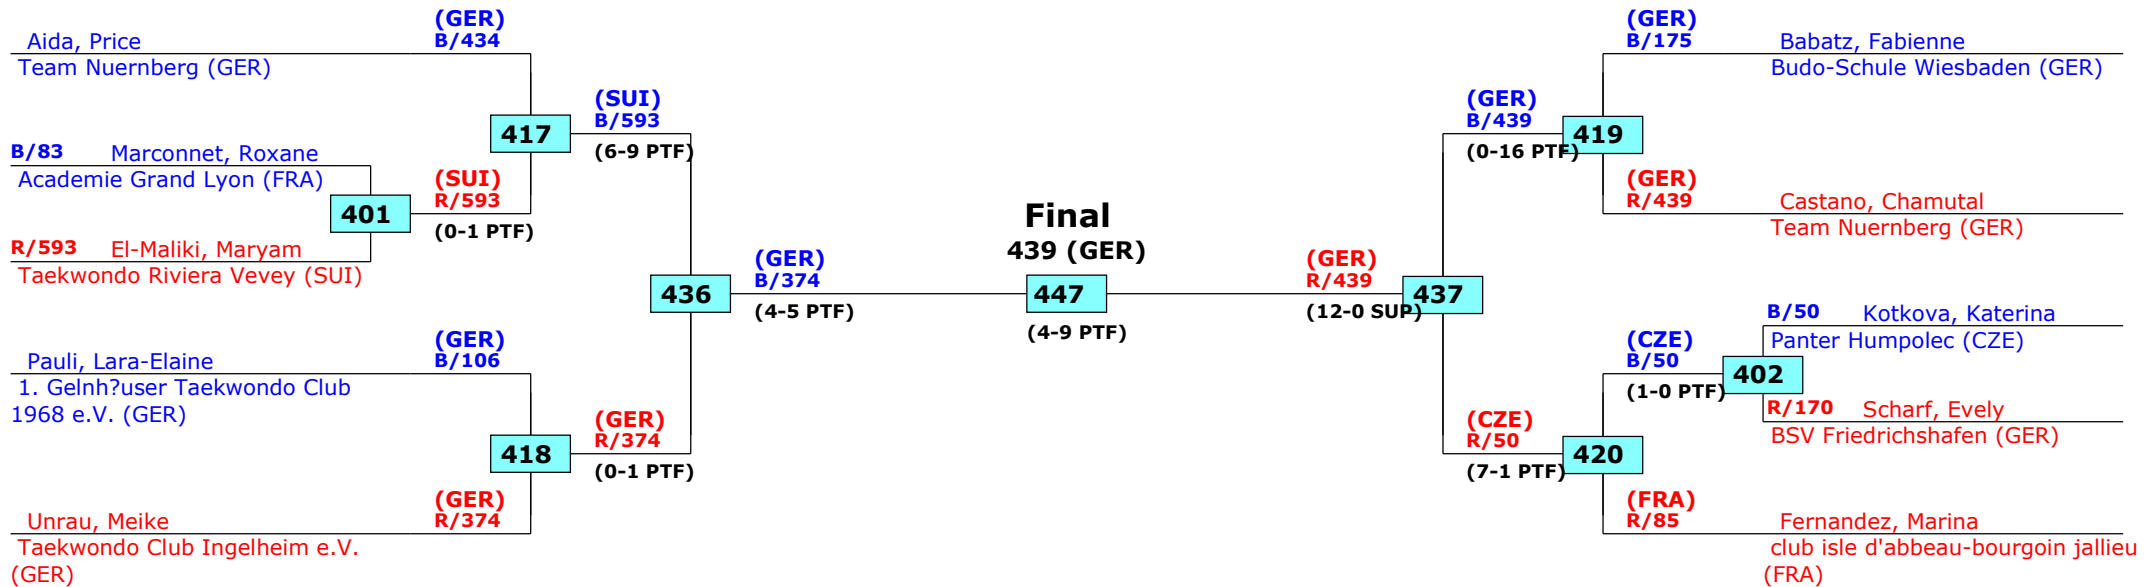 (GER)
B/434
Aida, Price
Team Nuernberg (GER)
417
(SUI)
B/593
(6-9 PTF)
B/83 Marconnet, Roxane
Academie Grand Lyon (FRA)
401
(SUI)
R/593
(0-1 PTF)
R/593 El-Maliki, Maryam
Taekwondo Riviera Vevey (SUI)
436
(GER)
B/374
(4-5 PTF)
(GER)
B/106
Pauli, Lara-Elaine
1. Gelnh?user Taekwondo Club
1968 e.V. (GER)
418
(GER)
R/374
(0-1 PTF)
(GER)
R/374
Unrau, Meike
Taekwondo Club Ingelheim e.V.
(GER)
Final
439 (GER)
447
(4-9 PTF)
(GER)
R/439
(12-0 SUP)
437
(GER)
B/439
(0-16 PTF)
419
(GER)
B/175
Babatz, Fabienne
Budo-Schule Wiesbaden (GER)
(GER)
R/439
Castano, Chamutal
Team Nuernberg (GER)
B/50 Kotkova, Katerina
Panter Humpolec (CZE)
(CZE)
B/50
(1-0 PTF)
402
R/170 Scharf, Evely
BSV Friedrichshafen (GER)
(CZE)
R/50
(7-1 PTF)
420
(FRA)
R/85
Fernandez, Marina
club isle d'abbeau-bourgoin jallieu
(FRA)